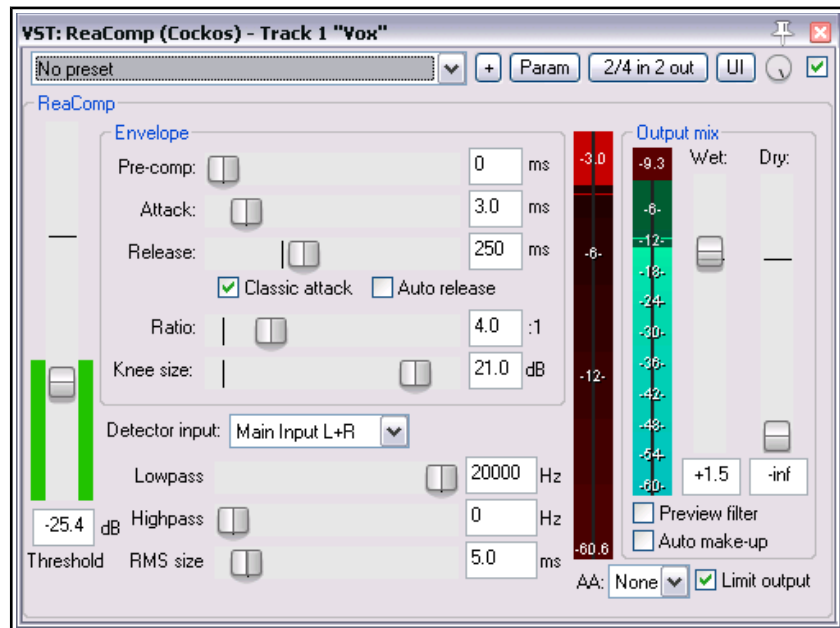 VST: ReaComp (Cockos) - Track 1 "Vox"
No preset
+
Param
2/4 in 2 out
UI
ReaComp
Envelope
Pre-comp: 0 ms
Attack: 3.0 ms
Release: 250 ms
Classic attack Auto release
Ratio: 4.0 :1
Knee size: 21.0 dB
Detector input: Main Input L+R
Lowpass 20000 Hz
Highpass 0 Hz
RMS size 5.0 ms
-25.4 dB
Threshold
-3.0
-6-
-12-
-60.6
Output mix
Wet: Dry:
-9.3
-6-
-12-
-18-
-24-
-30-
-36-
-42-
-48-
-54-
-60-
+1.5 -inf
Preview filter
Auto make-up
AA: None Limit output